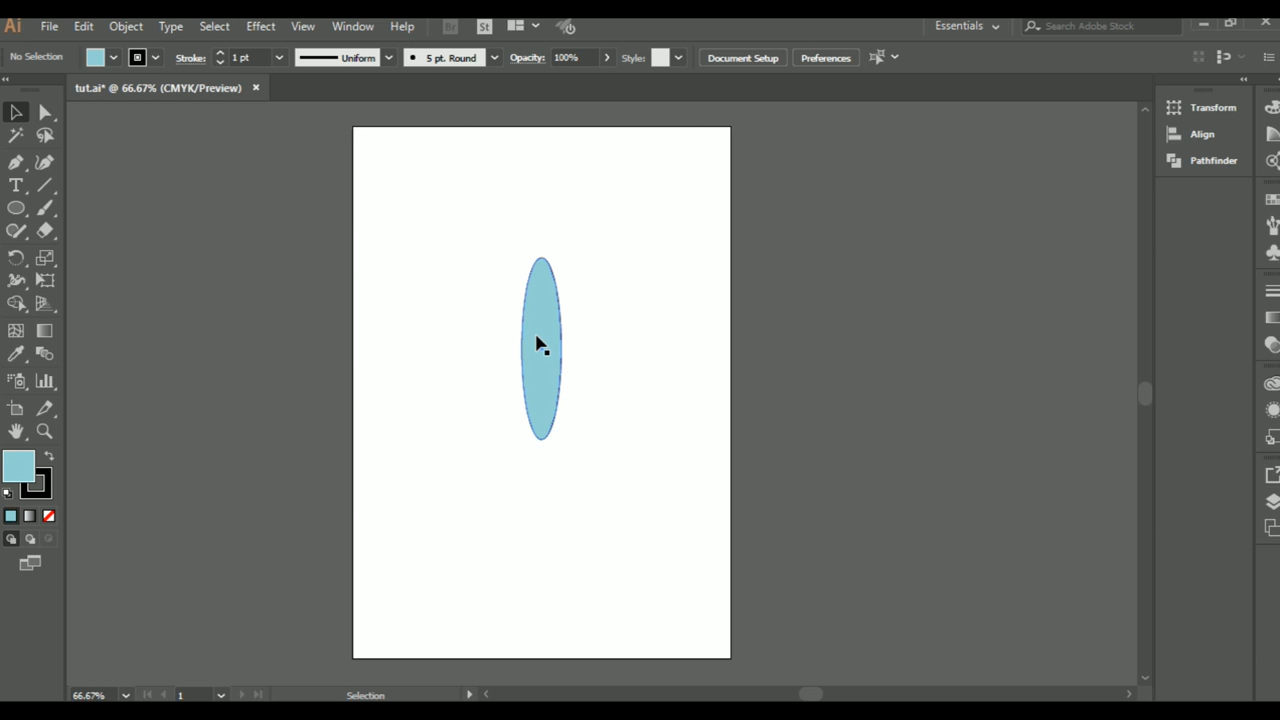 Ai File Edit Object Type Select Effect View Window Help Br St Essentials Search Adobe Stock
No Selection Stroke: 1 pt Uniform 5 pt. Round Opacity: 100% Style: Document Setup Preferences
tut.ai* @ 66.67% (CMYK/Preview)
Transform
Align
Pathfinder
66.67% 1 Selection